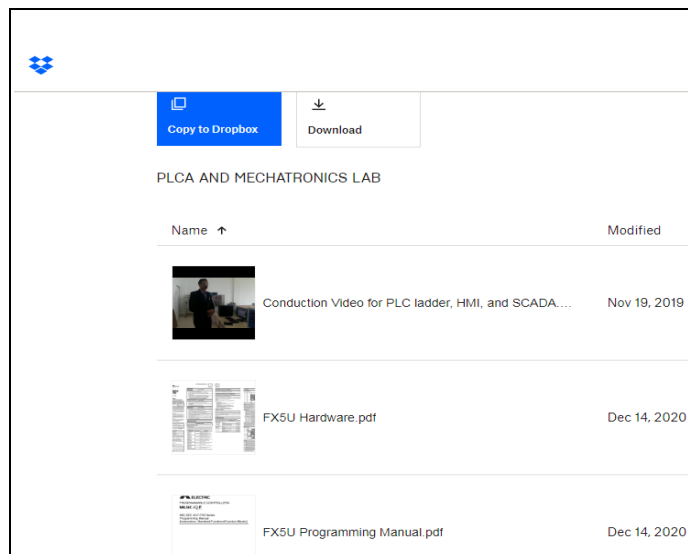 Copy to Dropbox
Download
PLCA AND MECHATRONICS LAB
Name
Modified
Conduction Video for PLC ladder, HMI, and SCADA....
Nov 19, 2019
FX5U Hardware.pdf
Dec 14, 2020
ELECTRIC
FX5U Programming Manual.pdf
Dec 14, 2020